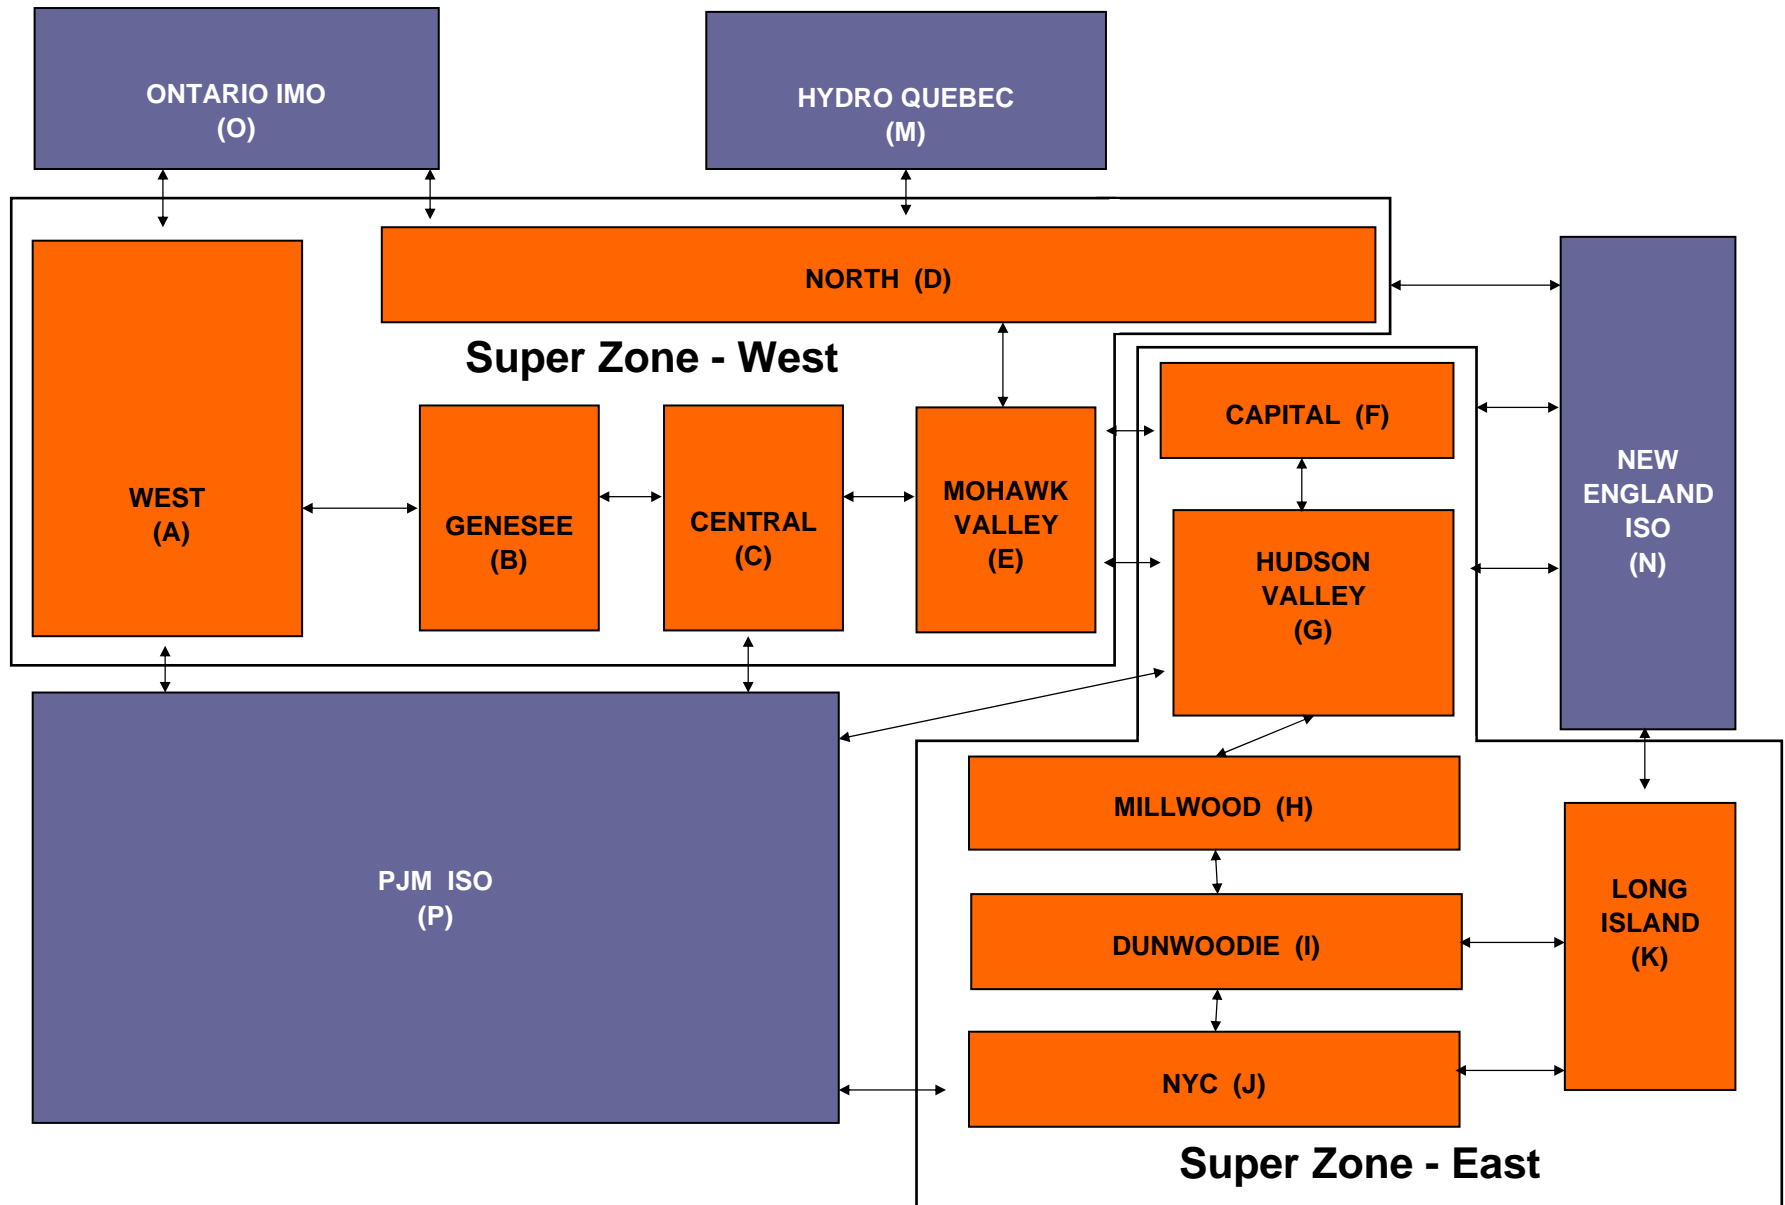 ONTARIO IMO
(O)
HYDRO QUEBEC
(M)
NORTH (D)
Super Zone - West
WEST
(A)
GENESEE
(B)
CENTRAL
(C)
MOHAWK
VALLEY
(E)
CAPITAL (F)
HUDSON
VALLEY
(G)
NEW
ENGLAND
ISO
(N)
PJM ISO
(P)
MILLWOOD (H)
DUNWOODIE (I)
NYC (J)
LONG
ISLAND
(K)
Super Zone - East